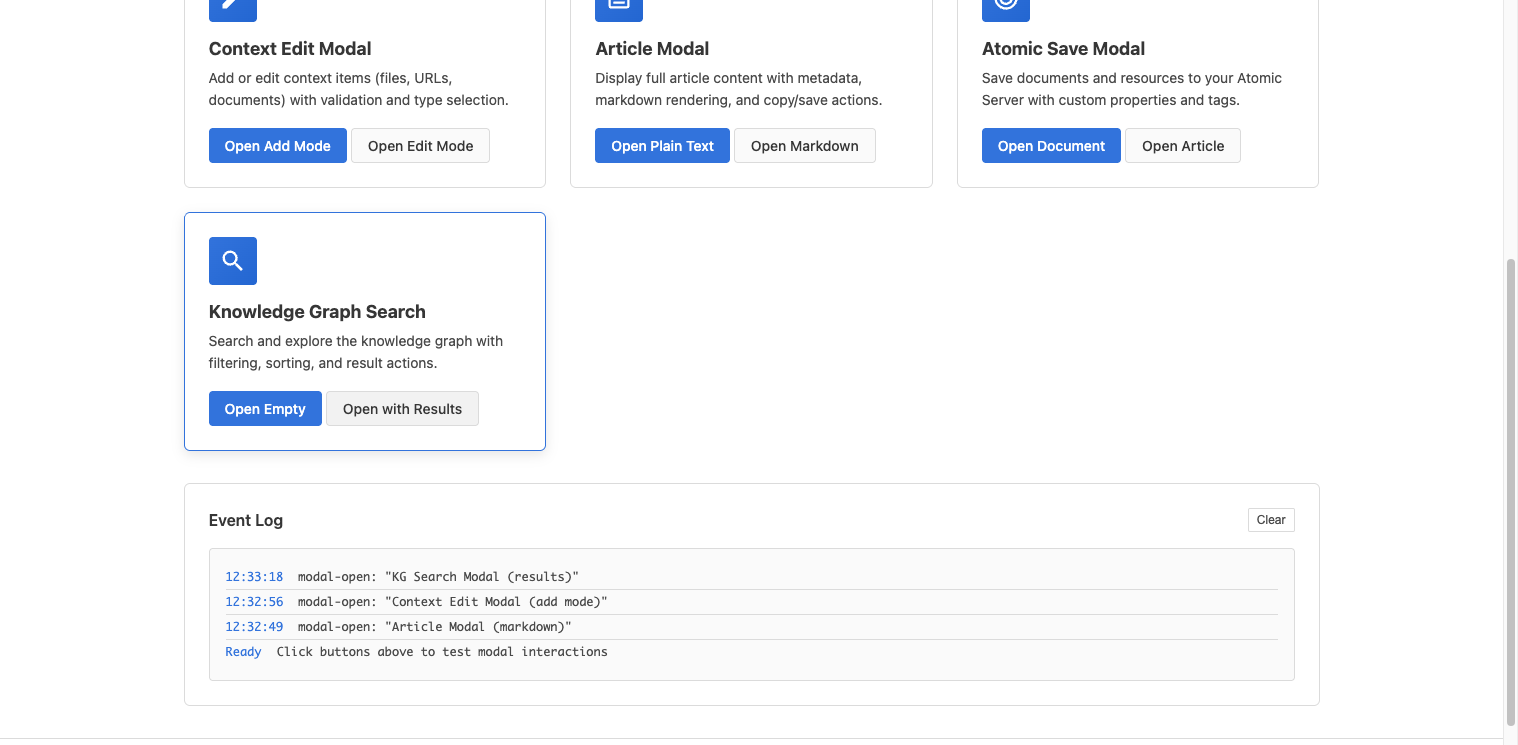 Context Edit Modal
Add or edit context items (files, URLs,
documents) with validation and type selection.
Open Add Mode
Open Edit Mode
Article Modal
Display full article content with metadata,
markdown rendering, and copy/save actions.
Open Plain Text
Open Markdown
Atomic Save Modal
Save documents and resources to your Atomic
Server with custom properties and tags.
Open Document
Open Article
Knowledge Graph Search
Search and explore the knowledge graph with
filtering, sorting, and result actions.
Open Empty
Open with Results
Event Log
Clear
12:33:18 modal-open: "KG Search Modal (results)"
12:32:56 modal-open: "Context Edit Modal (add mode)"
12:32:49 modal-open: "Article Modal (markdown)"
Ready Click buttons above to test modal interactions